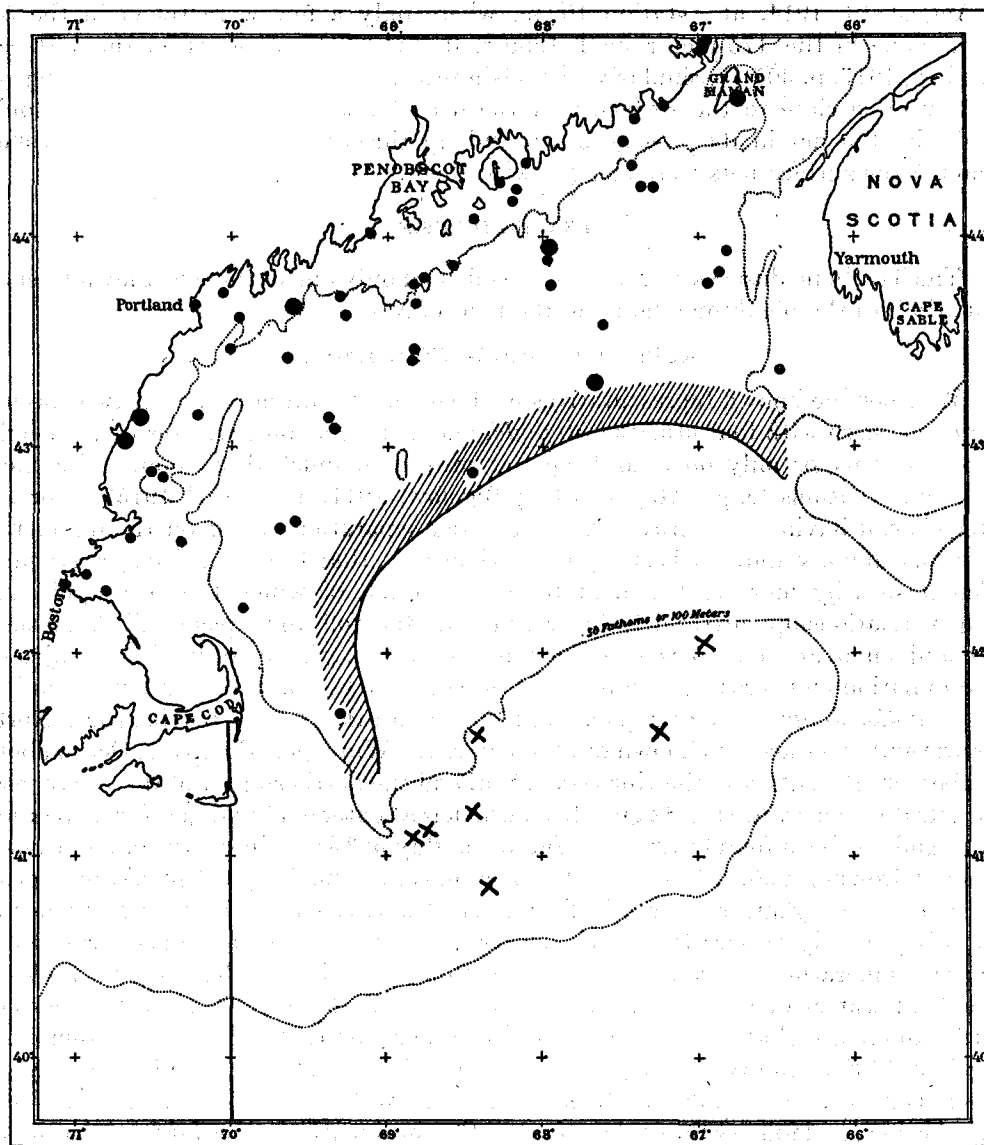 71° 70° 69° 68° 67° 66°
GRAND
MANAN
PENOBSCOT
BAY
NOVA
SCOTIA
44° 44°
Yarmouth
Portland
CAPE
SABLE
43° 43°
Boston
50 Fathoms or 100 Meters
42° 42°
CAPE COD
41° 41°
40° 40°
71° 70° 69° 68° 67° 66°